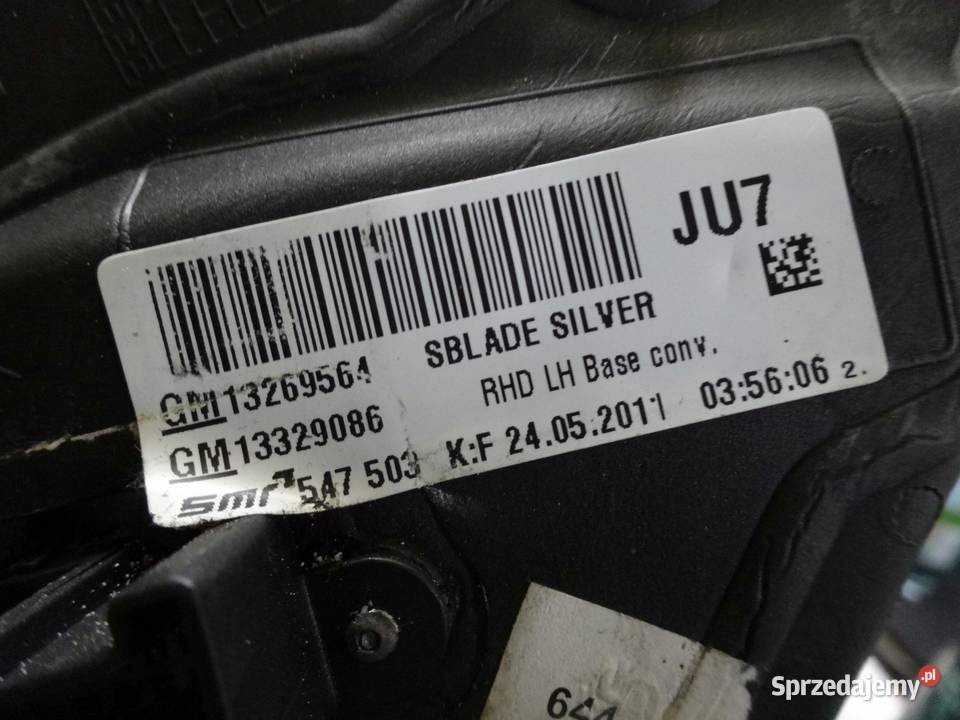 JU7
SBLADE SILVER
GM13269564
RHD LH Base conv.
GM13329086
K:F 24.05.2011 03:56:06 2.
smr 547 503
644
Sprzedajemy.pl